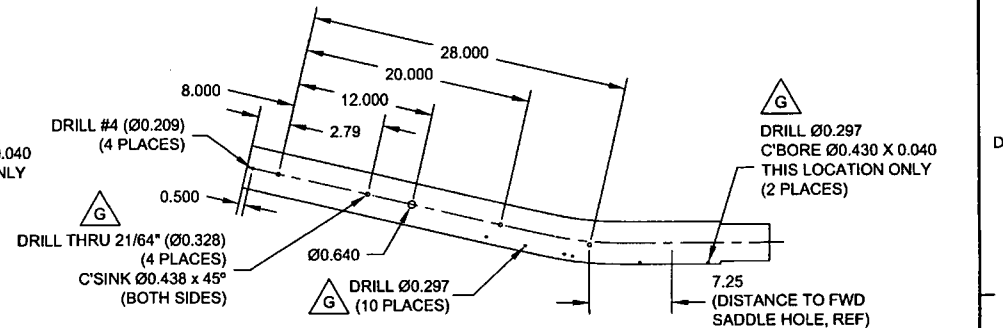 28.000
20.000
8.000
12.000
2.79
DRILL #4 (Ø0.209)
(4 PLACES)
0.040
NLY
0.500
G
DRILL THRU 21/64" (Ø0.328)
(4 PLACES)
C'SINK Ø0.438 x 45°
(BOTH SIDES)
Ø0.640
G
DRILL Ø0.297
(10 PLACES)
G
DRILL Ø0.297
C'BORE Ø0.430 X 0.040
THIS LOCATION ONLY
(2 PLACES)
7.25
(DISTANCE TO FWD
SADDLE HOLE, REF)
D